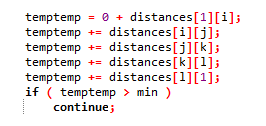 temptemp = 0 + distances[1][i];
temptemp += distances[i][j];
temptemp += distances[j][k];
temptemp += distances[k][l];
temptemp += distances[l][1];
if ( temptemp > min )
continue;